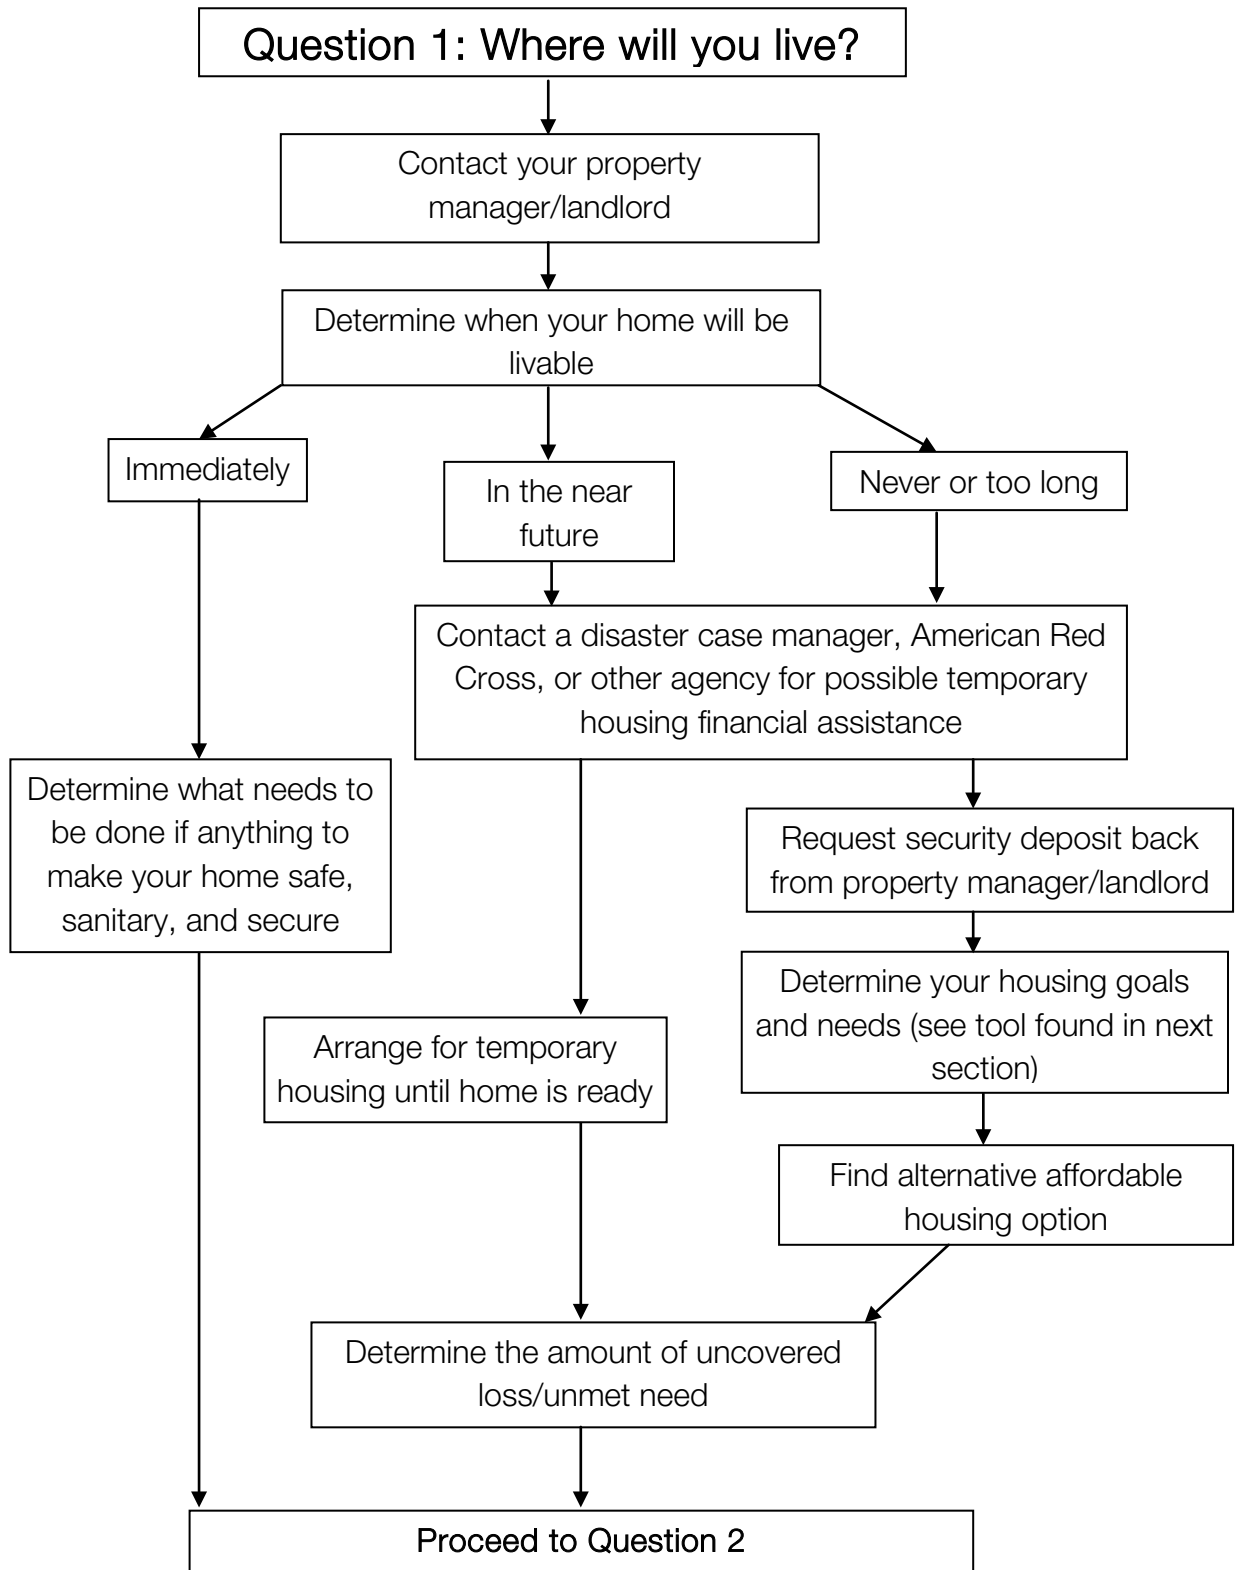 Question 1: Where will you live?
Contact your property
manager/landlord
Determine when your home will be
livable
Immediately
In the near
future
Never or too long
Contact a disaster case manager, American Red
Cross, or other agency for possible temporary
housing financial assistance
Determine what needs to
be done if anything to
make your home safe,
sanitary, and secure
Request security deposit back
from property manager/landlord
Determine your housing goals
and needs (see tool found in next
section)
Arrange for temporary
housing until home is ready
Find alternative affordable
housing option
Determine the amount of uncovered
loss/unmet need
Proceed to Question 2